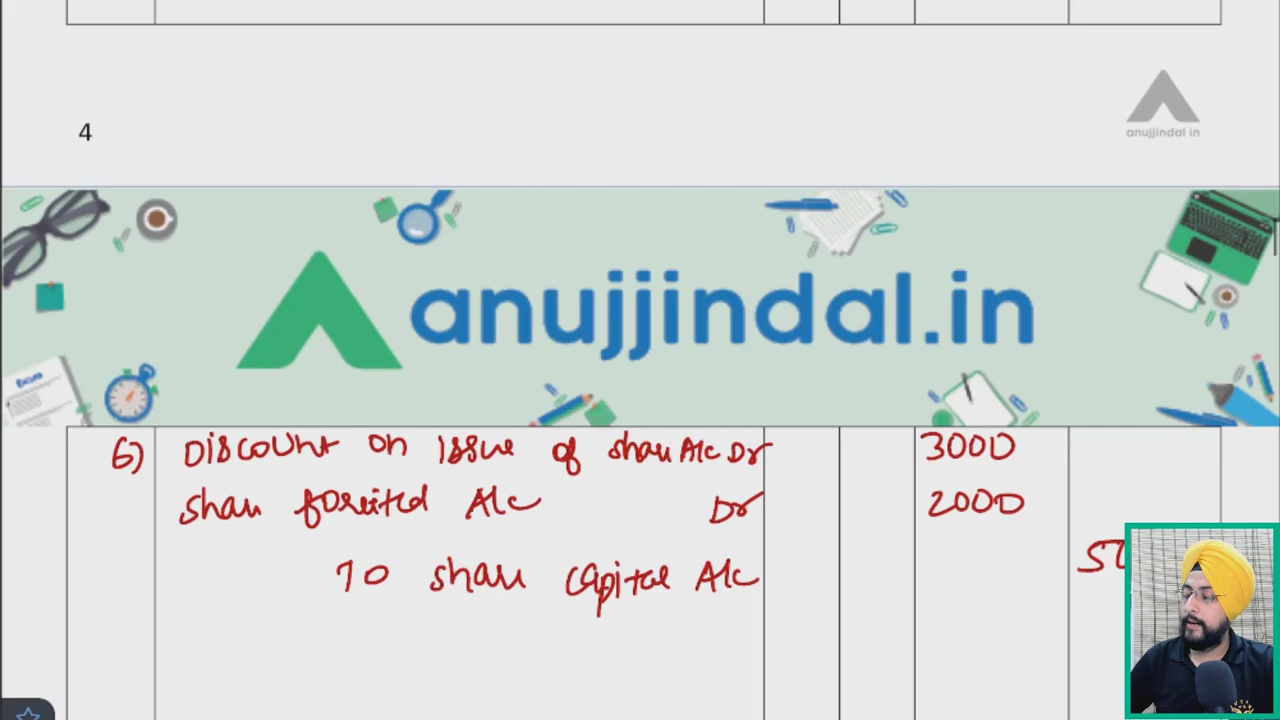 anujjindal in
4
anujjindal.in
6) Discount on issue of share A/c Dr 3000
share foreited A/c Dr 2000
To share capital A/c